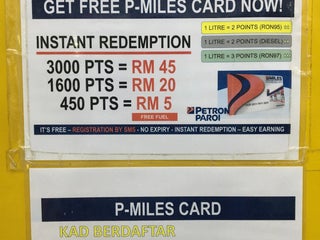 GET FREE P-MILES CARD NOW!
1 LITRE = 2 POINTS (RON95)
INSTANT REDEMPTION
1 LITRE = 2 POINTS (DIESEL)
1 LITRE = 3 POINTS (RON97)
3000 PTS = RM 45
1600 PTS = RM 20
450 PTS = RM 5
FREE FUEL
PETRON
PAROI
IT'S FREE – REGISTRATION BY SMS - NO EXPIRY - INSTANT REDEMPTION – EASY EARNING
P-MILES CARD
KAD BERDAFTAR